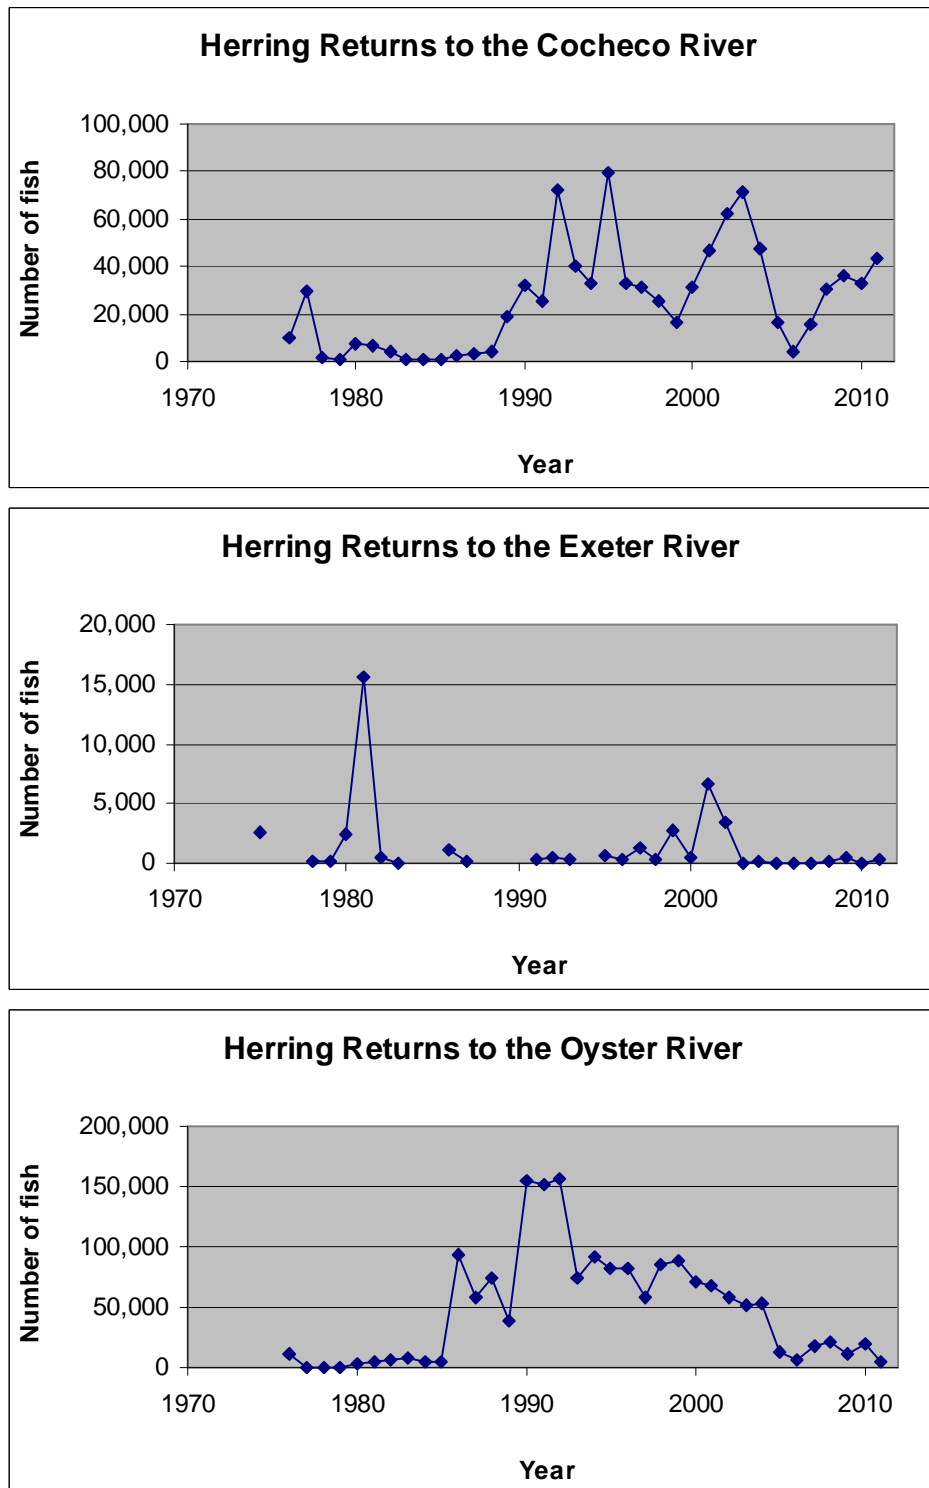 Herring Returns to the Cocheco River
Number of fish
100,000
80,000
60,000
40,000
20,000
0
1970 1980 1990 2000 2010
Year
Herring Returns to the Exeter River
Number of fish
20,000
15,000
10,000
5,000
0
1970 1980 1990 2000 2010
Year
Herring Returns to the Oyster River
Number of fish
200,000
150,000
100,000
50,000
0
1970 1980 1990 2000 2010
Year